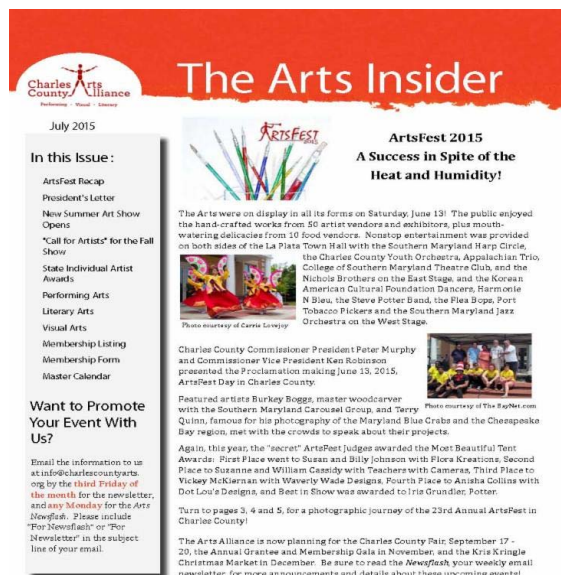 Charles Arts
County Alliance
Performing - Visual - Literary
The Arts Insider
July 2015
In this Issue:
ArtsFest Recap
President's Letter
New Summer Art Show
Opens
"Call for Artists" for the Fall
Show
State Individual Artist
Awards
Performing Arts
Literary Arts
Visual Arts
Membership Listing
Membership Form
Master Calendar
Want to Promote
Your Event With
Us?
Email the information to us
at info@charlescountyarts.
org by the third Friday of
the month for the newsletter,
and any Monday for the Arts
Newsflash. Please include
"For Newsflash" or "For
Newsletter" in the subject
line of your email.
ARTSFEST
2015
ArtsFest 2015
A Success in Spite of the
Heat and Humidity!
The Arts were on display in all its forms on Saturday, June 13! The public enjoyed
the hand-crafted works from 50 artist vendors and exhibitors, plus mouth-
watering delicacies from 10 food vendors. Nonstop entertainment was provided
on both sides of the La Plata Town Hall with the Southern Maryland Harp Circle,
the Charles County Youth Orchestra, Appalachian Trio,
College of Southern Maryland Theatre Club, and the
Nichols Brothers on the East Stage, and the Korean
American Cultural Foundation Dancers, Harmonie
N Bleu, the Steve Potter Band, the Flea Bops, Port
Tobacco Pickers and the Southern Maryland Jazz
Orchestra on the West Stage.
Photo courtesy of Carrie Lovejoy
Charles County Commissioner President Peter Murphy
and Commissioner Vice President Ken Robinson
presented the Proclamation making June 13, 2015,
ArtsFest Day in Charles County.
Photo courtesy of The BayNet.com
Featured artists Burkey Boggs, master woodcarver
with the Southern Maryland Carousel Group, and Terry
Quinn, famous for his photography of the Maryland Blue Crabs and the Chesapeake
Bay region, met with the crowds to speak about their projects.
Again, this year, the "secret" ArtsFest Judges awarded the Most Beautiful Tent
Awards: First Place went to Susan and Billy Johnson with Flora Kreations, Second
Place to Suzanne and William Cassidy with Teachers with Cameras, Third Place to
Vickey McKiernan with Waverly Wade Designs, Fourth Place to Anisha Collins with
Dot Lou's Designs, and Best in Show was awarded to Iris Grundler, Potter.
Turn to pages 3, 4 and 5, for a photographic journey of the 23rd Annual ArtsFest in
Charles County!
The Arts Alliance is now planning for the Charles County Fair, September 17 -
20, the Annual Grantee and Membership Gala in November, and the Kris Kringle
Christmas Market in December. Be sure to read the Newsflash, your weekly email
newsletter, for more announcements and details about these upcoming events!